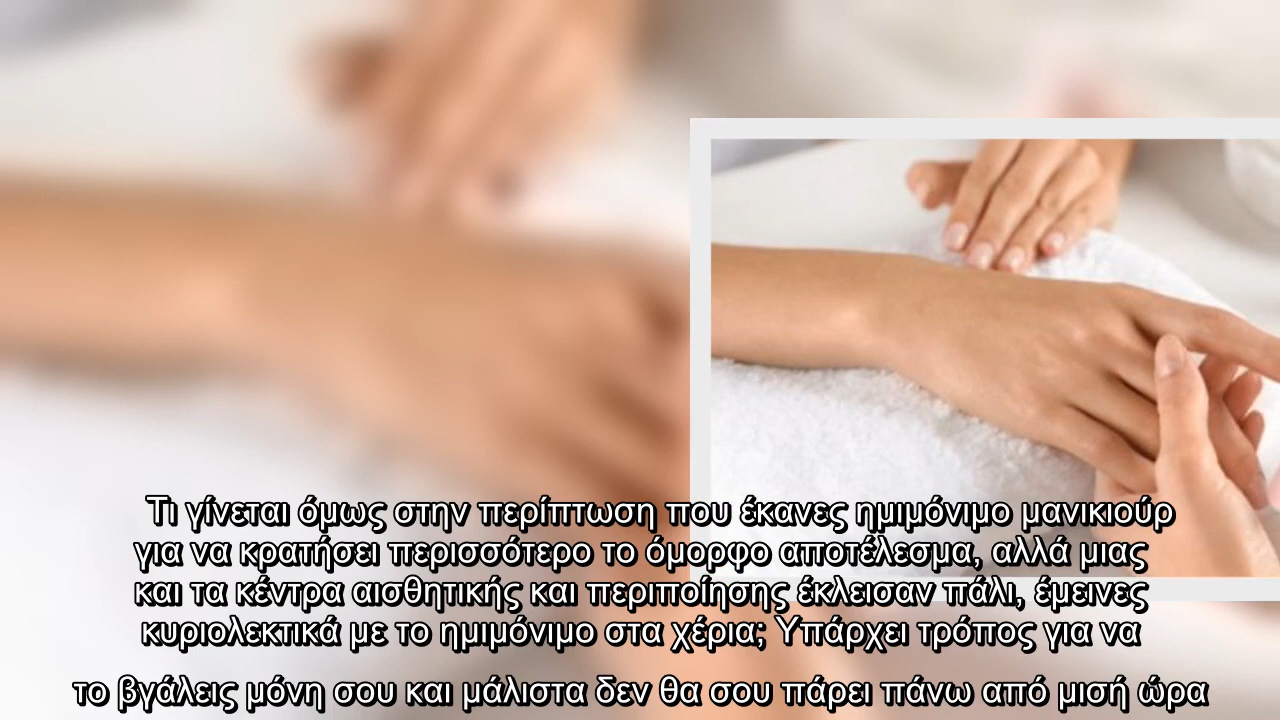 Τι γίνεται όμως στην περίπτωση που έκανες ημιμόνιμο μανικιούρ
για να κρατήσει περισσότερο το όμορφο αποτέλεσμα, αλλά μιας
και τα κέντρα αισθητικής και περιποίησης έκλεισαν πάλι, έμεινες
κυριολεκτικά με το ημιμόνιμο στα χέρια; Υπάρχει τρόπος για να
το βγάλεις μόνη σου και μάλιστα δεν θα σου πάρει πάνω από μισή ώρα